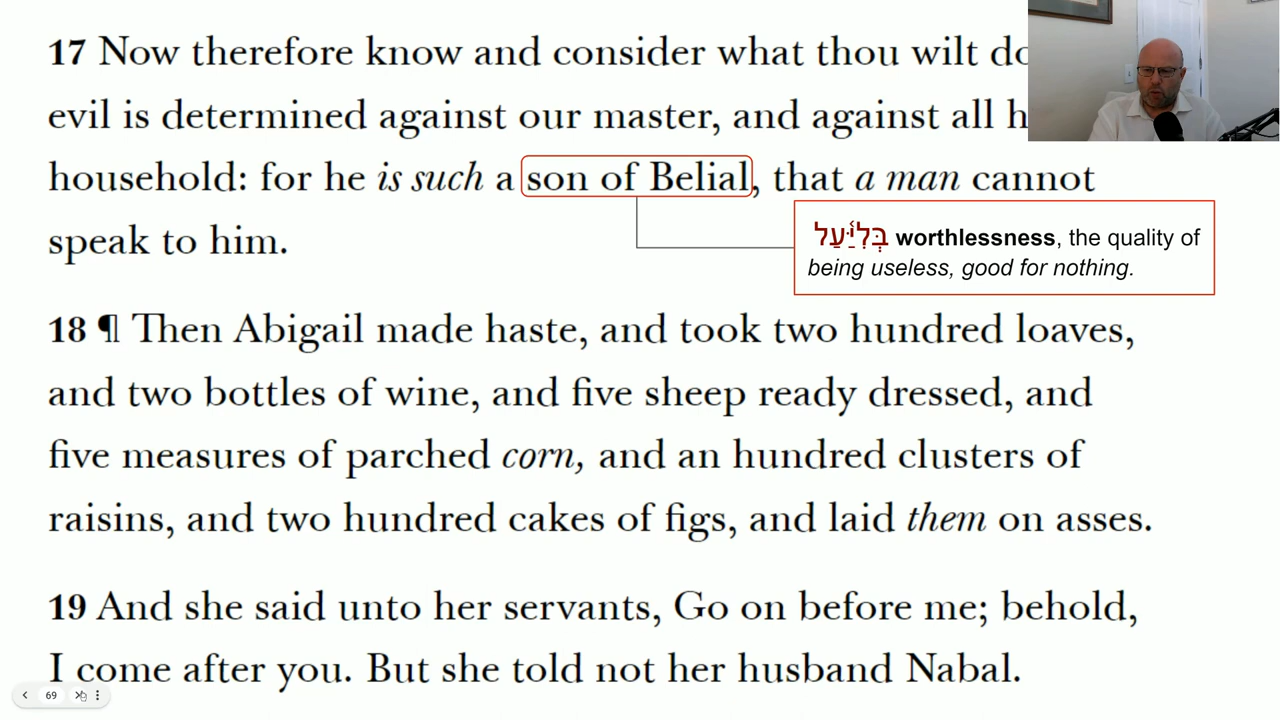 17 Now therefore know and consider what thou wilt do
evil is determined against our master, and against all h
household: for he is such a son of Belial, that a man cannot
speak to him.
בְּלִיַּ֫עַל worthlessness, the quality of
being useless, good for nothing.
18 ¶ Then Abigail made haste, and took two hundred loaves,
and two bottles of wine, and five sheep ready dressed, and
five measures of parched corn, and an hundred clusters of
raisins, and two hundred cakes of figs, and laid them on asses.
19 And she said unto her servants, Go on before me; behold,
I come after you. But she told not her husband Nabal.
69